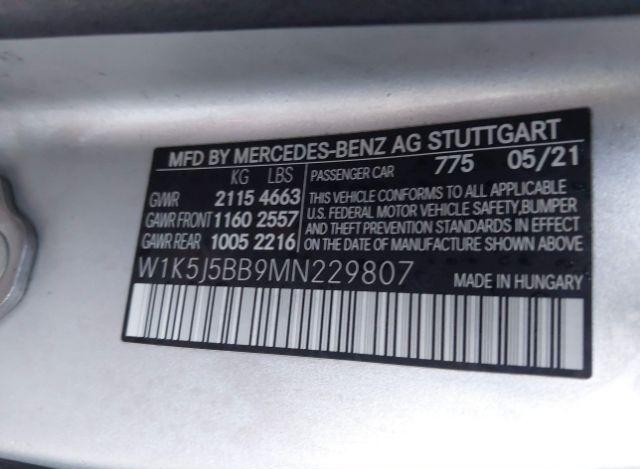 MFD BY MERCEDES-BENZ AG STUTTGART
KG LBS PASSENGER CAR 775 05/21
GVWR 2115 4663
GAWR FRONT 1160 2557
GAWR REAR 1005 2216
THIS VEHICLE CONFORMS TO ALL APPLICABLE
U.S. FEDERAL MOTOR VEHICLE SAFETY,BUMPER
AND THEFT PREVENTION STANDARDS IN EFFECT
ON THE DATE OF MANUFACTURE SHOWN ABOVE
W1K5J5BB9MN229807 MADE IN HUNGARY